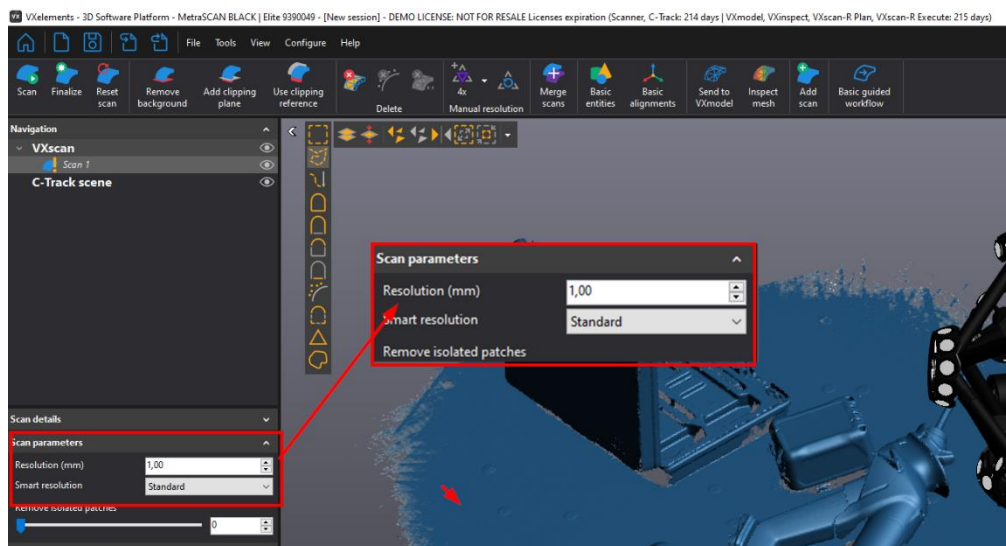 VXelements - 3D Software Platform - MetraSCAN BLACK | Elite 9390049 - [New session] - DEMO LICENSE: NOT FOR RESALE Licenses expiration (Scanner, C-Track: 214 days | VXmodel, VXinspect, VXscan-R Plan, VXscan-R Execute: 215 days)
File Tools View Configure Help
Scan Finalize Reset scan Remove background Add clipping plane Use clipping reference Delete 4x Manual resolution Merge scans Basic entities Basic alignments Send to VXmodel Inspect mesh Add scan Basic guided workflow
Navigation
VXscan
Scan 1
C-Track scene
Scan parameters
Resolution (mm) 1,00
Smart resolution Standard
Remove isolated patches
Scan details
Scan parameters
Resolution (mm) 1,00
Smart resolution Standard
Remove isolated patches
0